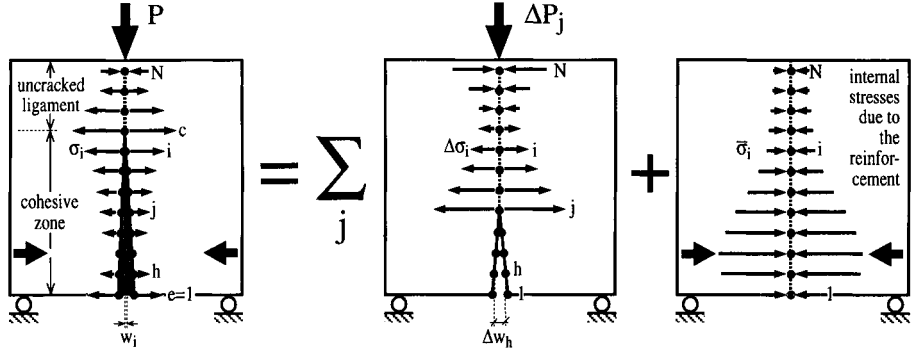 P
N
uncracked
ligament
c
σi
i
cohesive
zone
j
h
e=1
wi
=
∑
j
ΔPj
N
Δσi
i
j
h
1
Δwh
+
N
internal
stresses
due to
the
reinfor-
cement
σ̅i
i
1